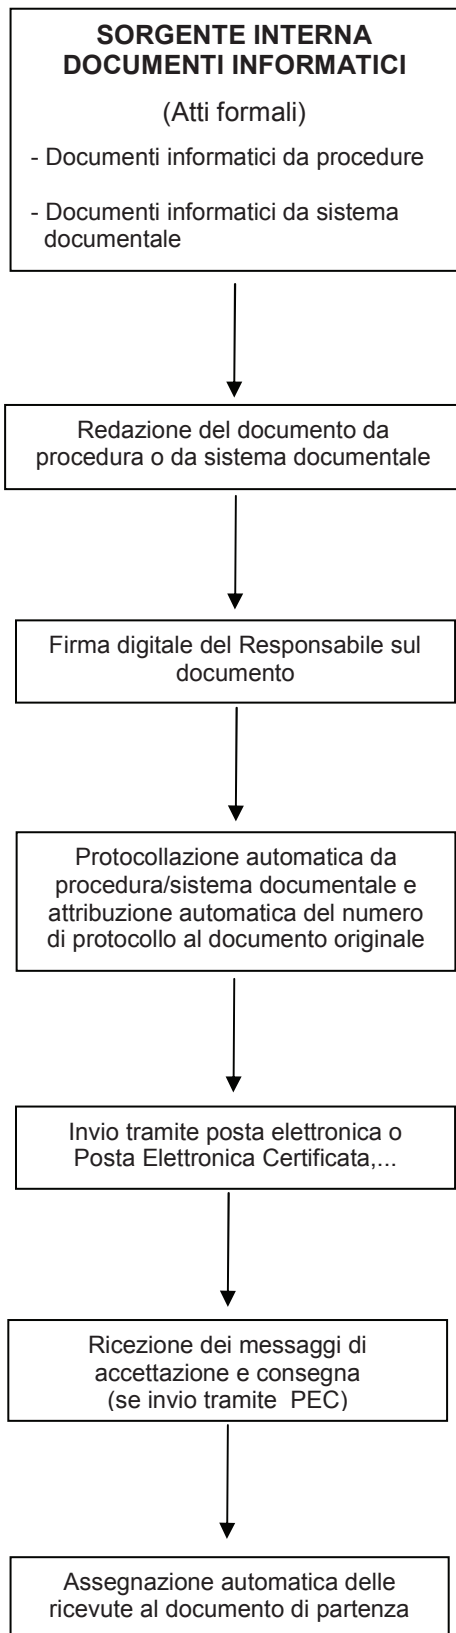 SORGENTE INTERNA
DOCUMENTI INFORMATICI
(Atti formali)
- Documenti informatici da procedure
- Documenti informatici da sistema
documentale
Redazione del documento da
procedura o da sistema documentale
Firma digitale del Responsabile sul
documento
Protocollazione automatica da
procedura/sistema documentale e
attribuzione automatica del numero
di protocollo al documento originale
Invio tramite posta elettronica o
Posta Elettronica Certificata,...
Ricezione dei messaggi di
accettazione e consegna
(se invio tramite PEC)
Assegnazione automatica delle
ricevute al documento di partenza